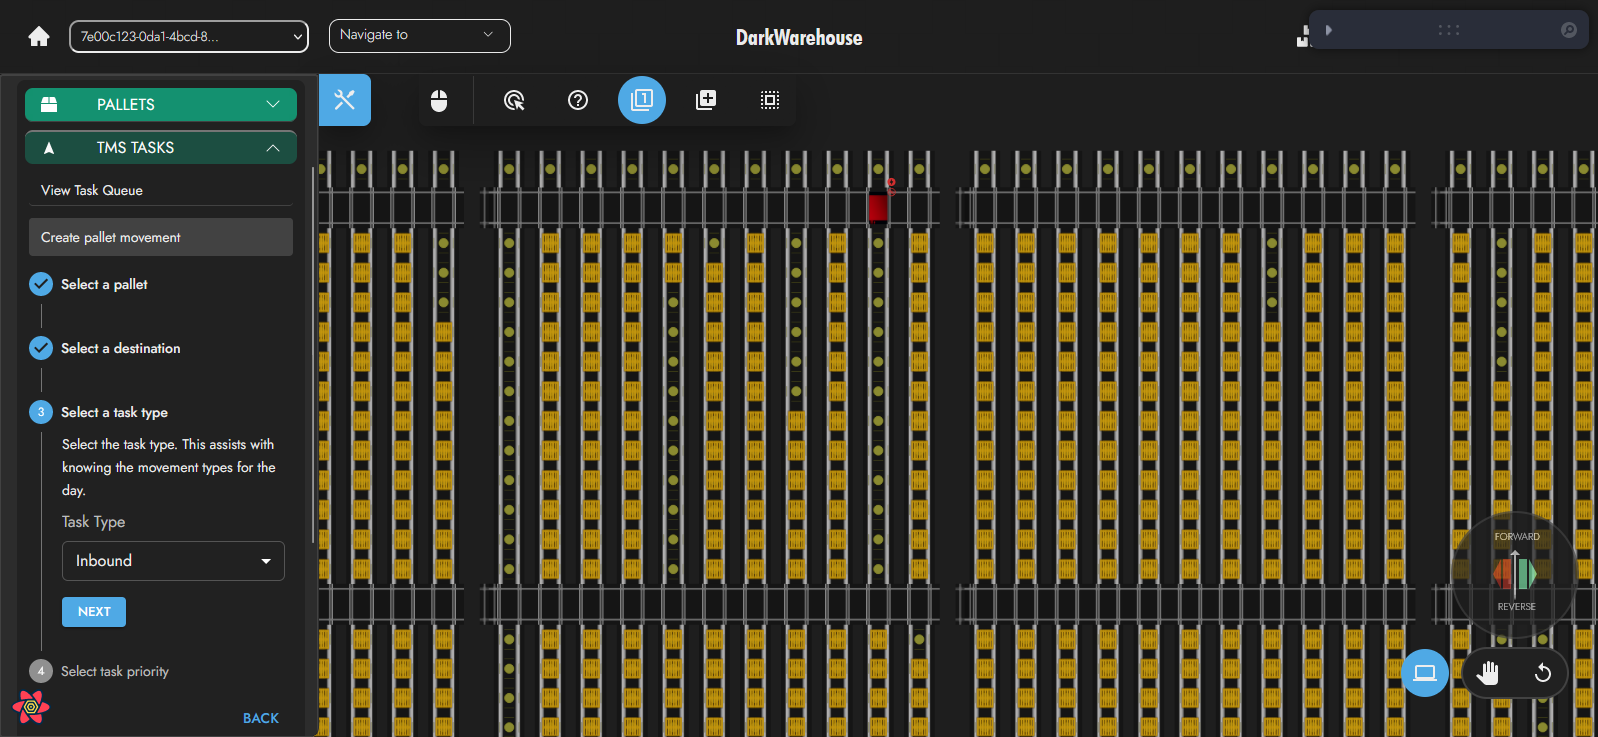 7e00c123-0da1-4bcd-8...
Navigate to
DarkWarehouse
PALLETS
TMS TASKS
View Task Queue
Create pallet movement
Select a pallet
Select a destination
3 Select a task type
Select the task type. This assists with
knowing the movement types for the
day.
Task Type
Inbound
NEXT
4 Select task priority
BACK
1
FORWARD
REVERSE